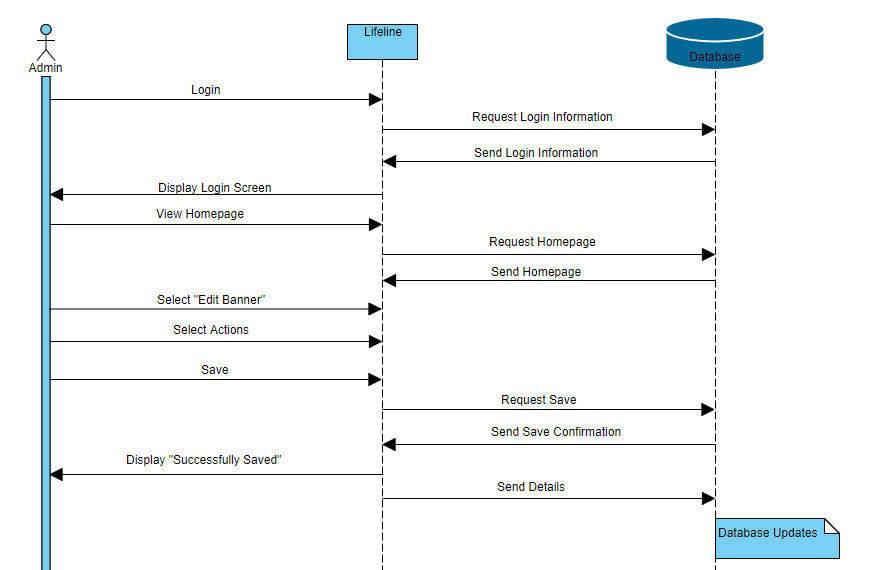 Lifeline
Database
Admin
Login
Request Login Information
Send Login Information
Display Login Screen
View Homepage
Request Homepage
Send Homepage
Select "Edit Banner"
Select Actions
Save
Request Save
Send Save Confirmation
Display "Successfully Saved"
Send Details
Database Updates